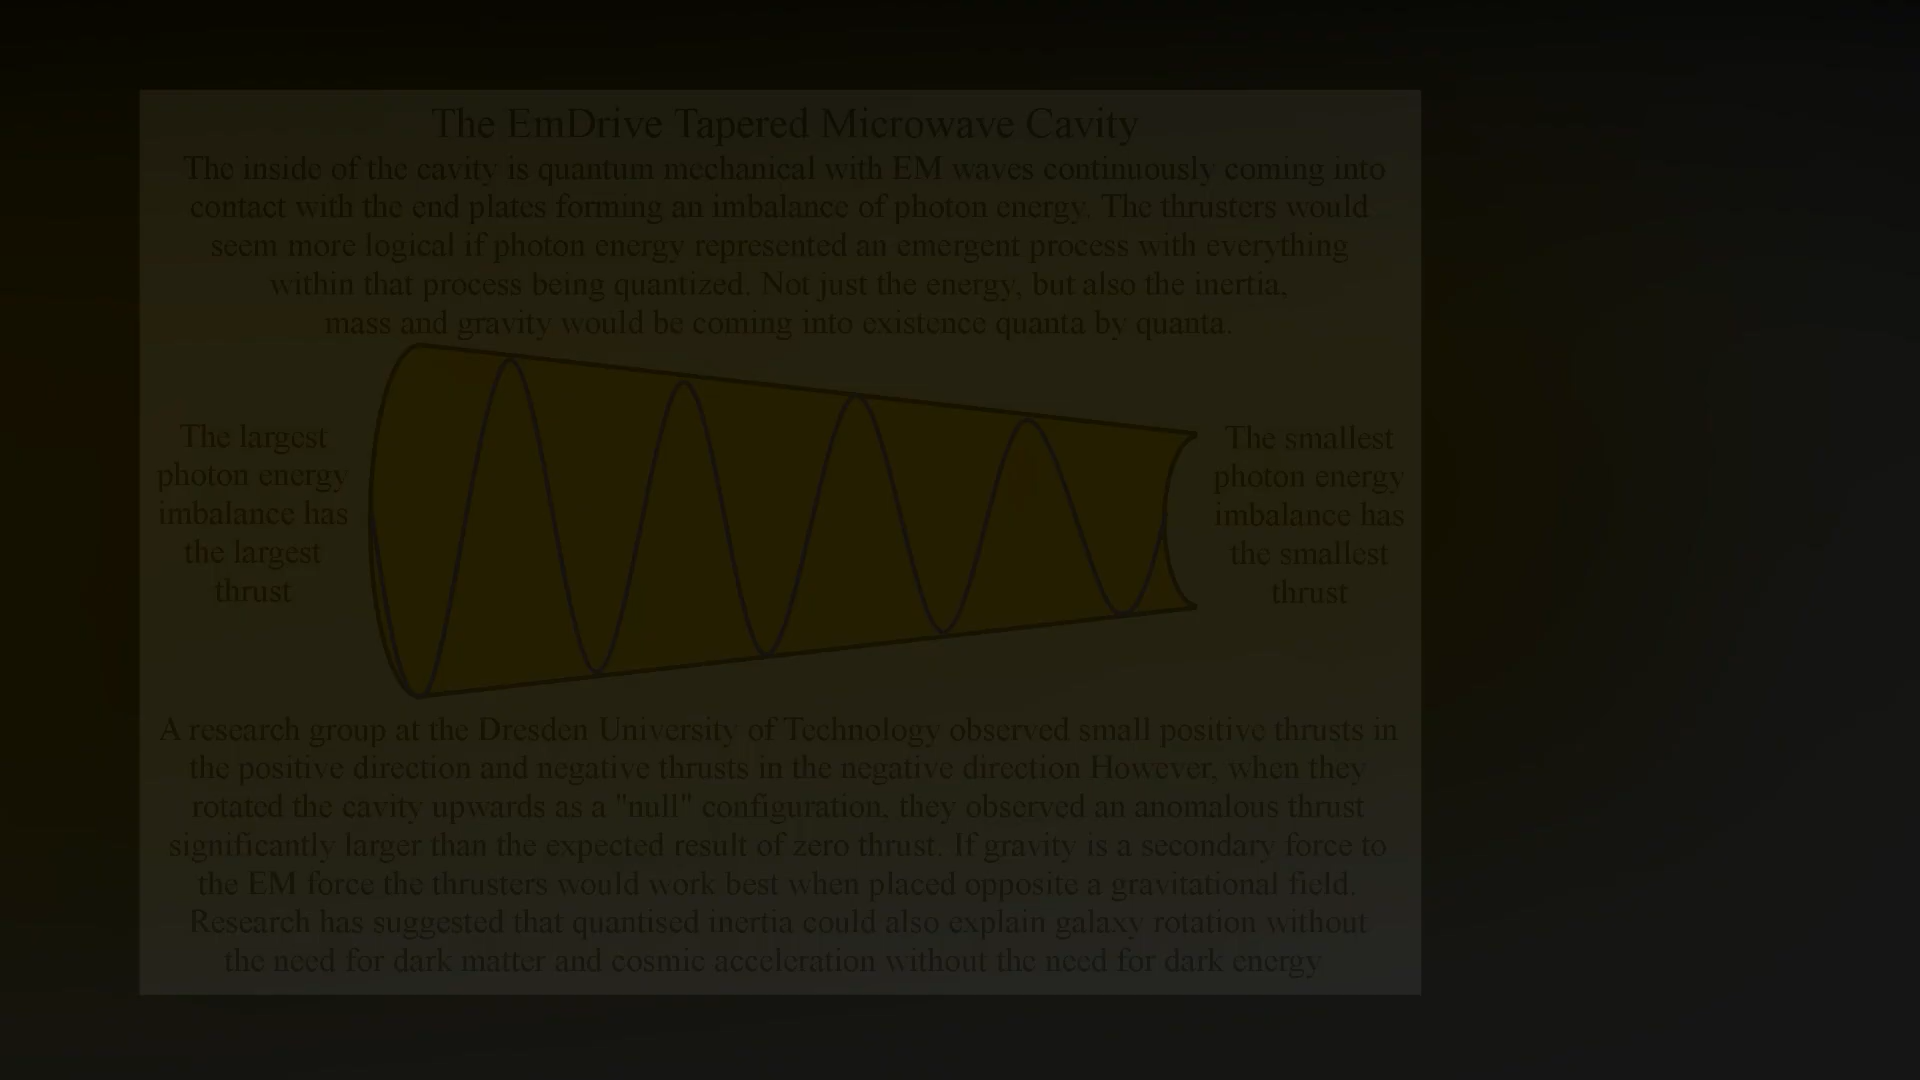 The EmDrive Tapered Microwave Cavity
The inside of the cavity is quantum mechanical with EM waves continuously coming into
contact with the end plates forming an imbalance of photon energy. The thrusters would
seem more logical if photon energy represented an emergent process with everything
within that process being quantized. Not just the energy, but also the inertia,
mass and gravity would be coming into existence quanta by quanta.
The largest
photon energy
imbalance has
the largest
thrust
The smallest
photon energy
imbalance has
the smallest
thrust
A research group at the Dresden University of Technology observed small positive thrusts in
the positive direction and negative thrusts in the negative direction However, when they
rotated the cavity upwards as a "null" configuration, they observed an anomalous thrust
significantly larger than the expected result of zero thrust. If gravity is a secondary force to
the EM force the thrusters would work best when placed opposite a gravitational field.
Research has suggested that quantised inertia could also explain galaxy rotation without
the need for dark matter and cosmic acceleration without the need for dark energy